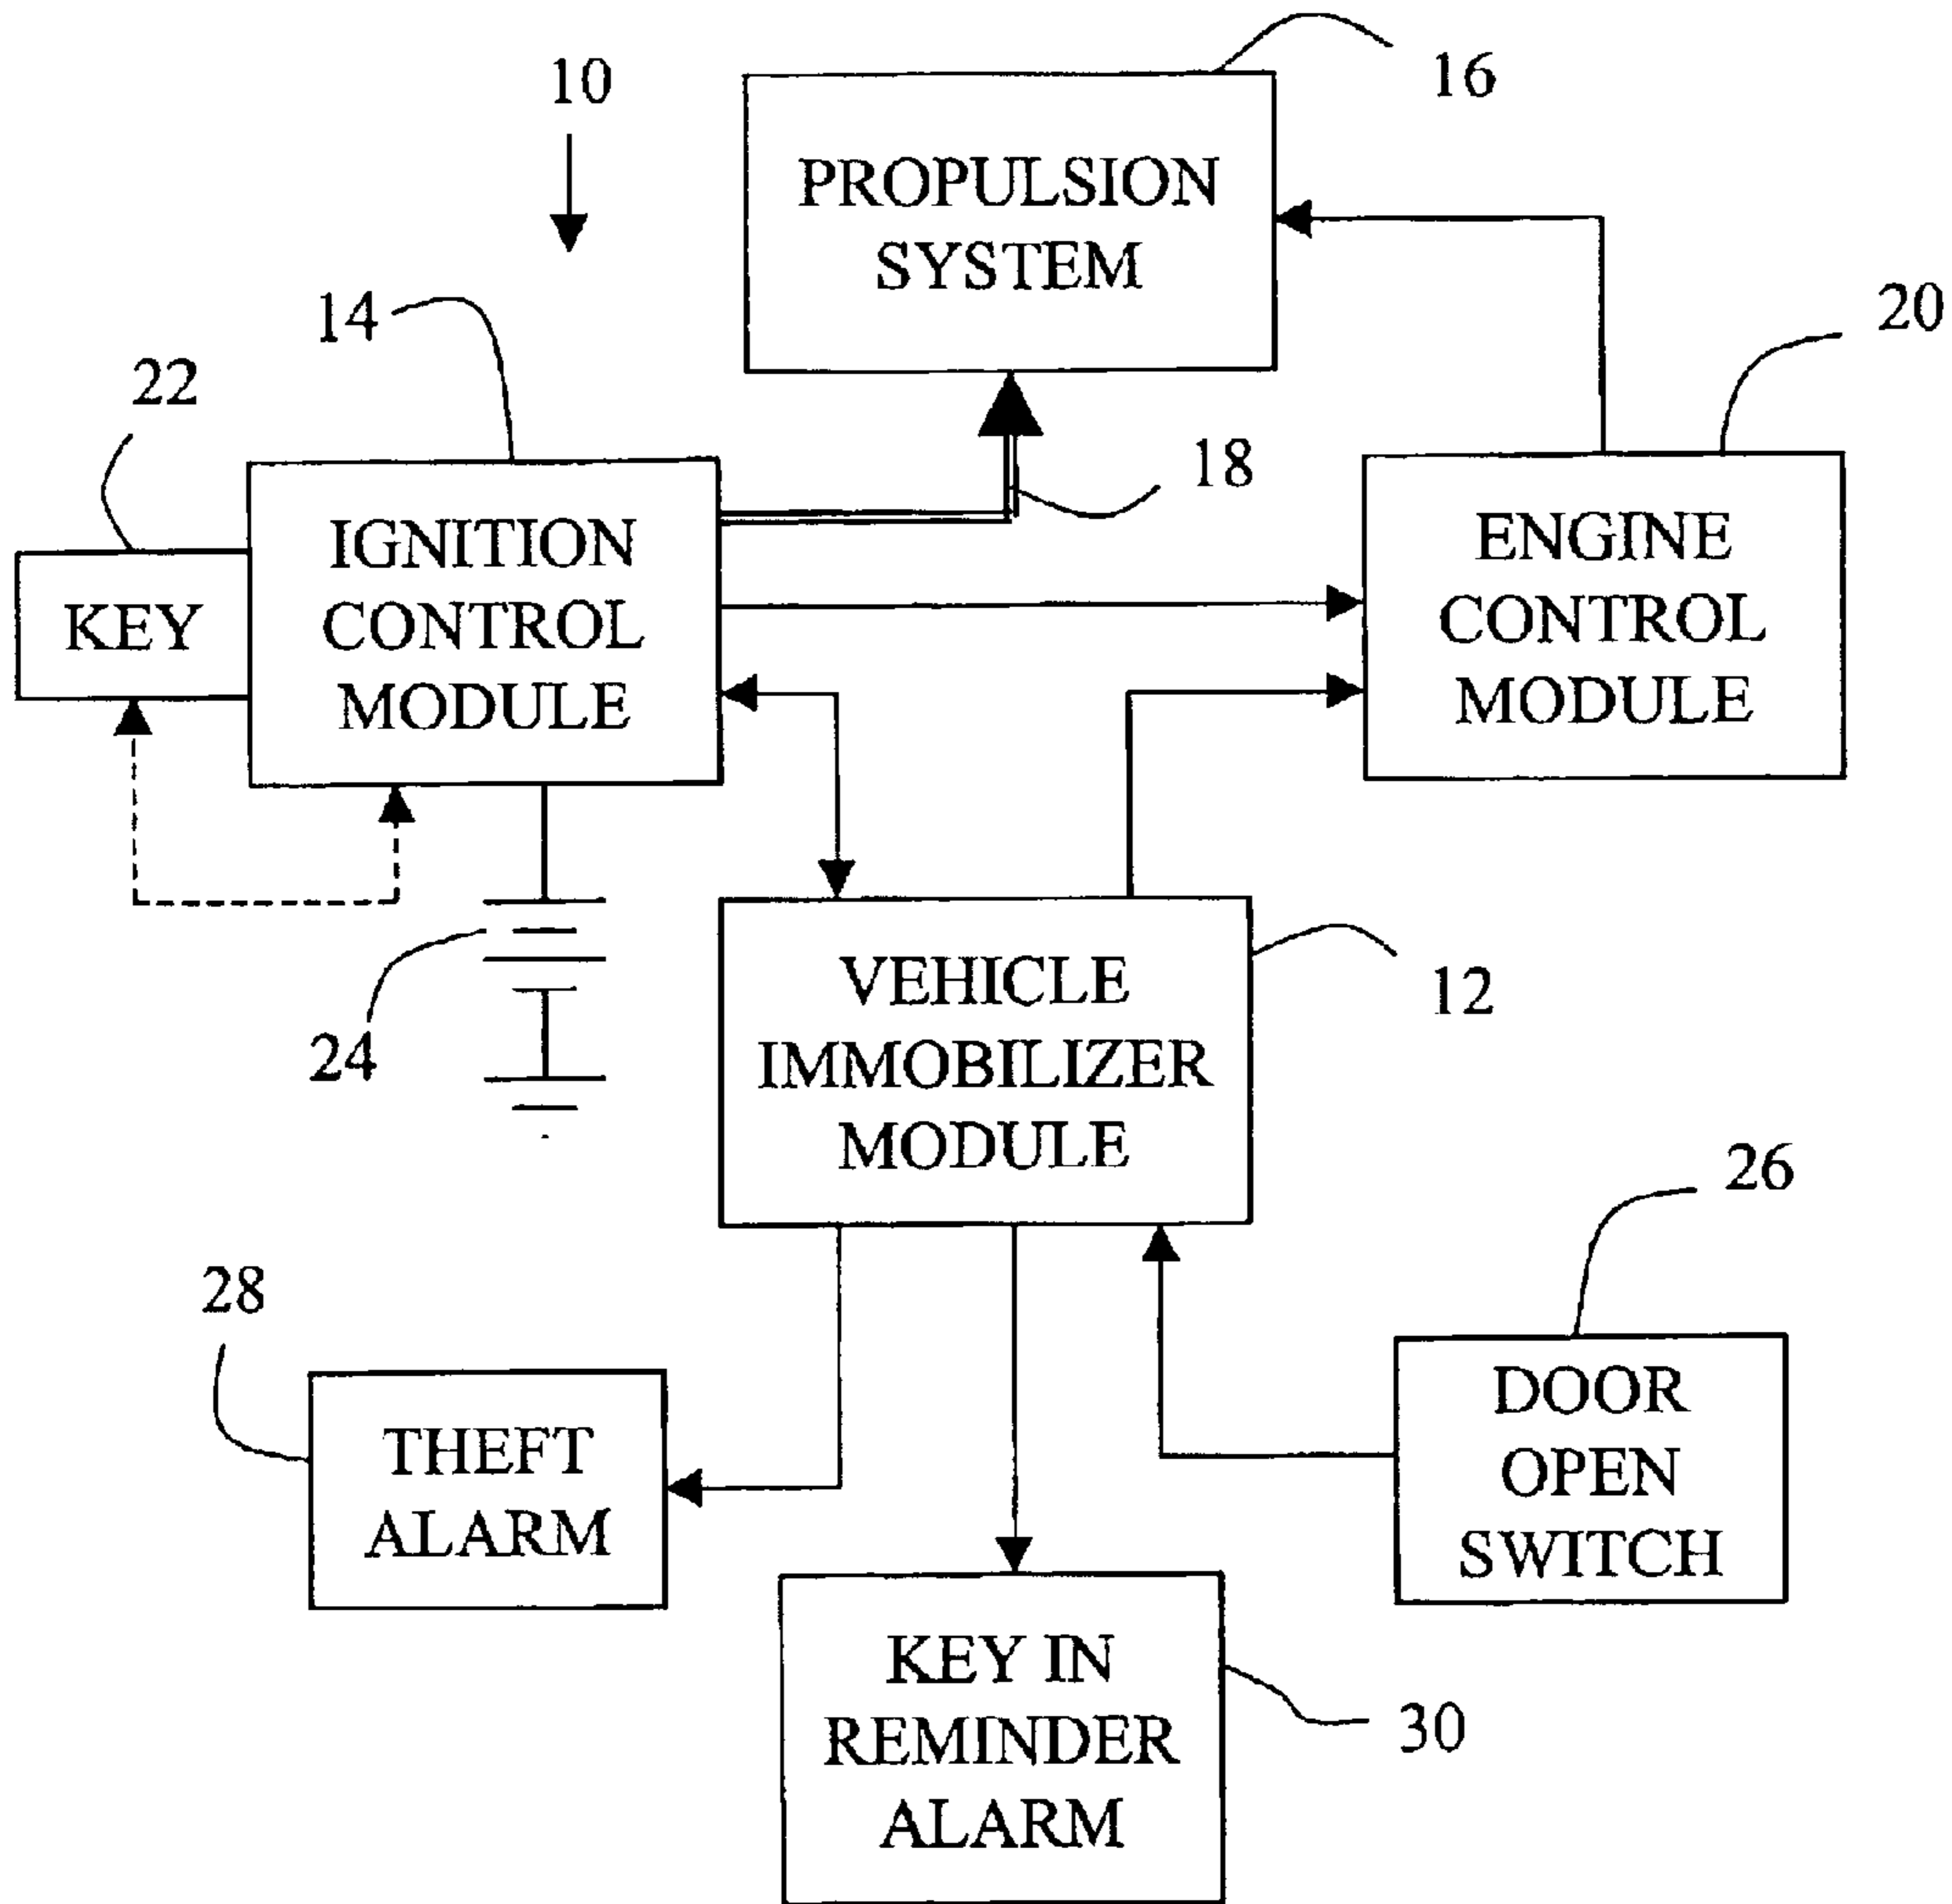 10
16
PROPULSION
SYSTEM
14
20
22
18
IGNITION
CONTROL
MODULE
ENGINE
CONTROL
MODULE
KEY
24
VEHICLE
IMMOBILIZER
MODULE
12
26
28
THEFT
ALARM
DOOR
OPEN
SWITCH
KEY IN
REMINDER
ALARM
30